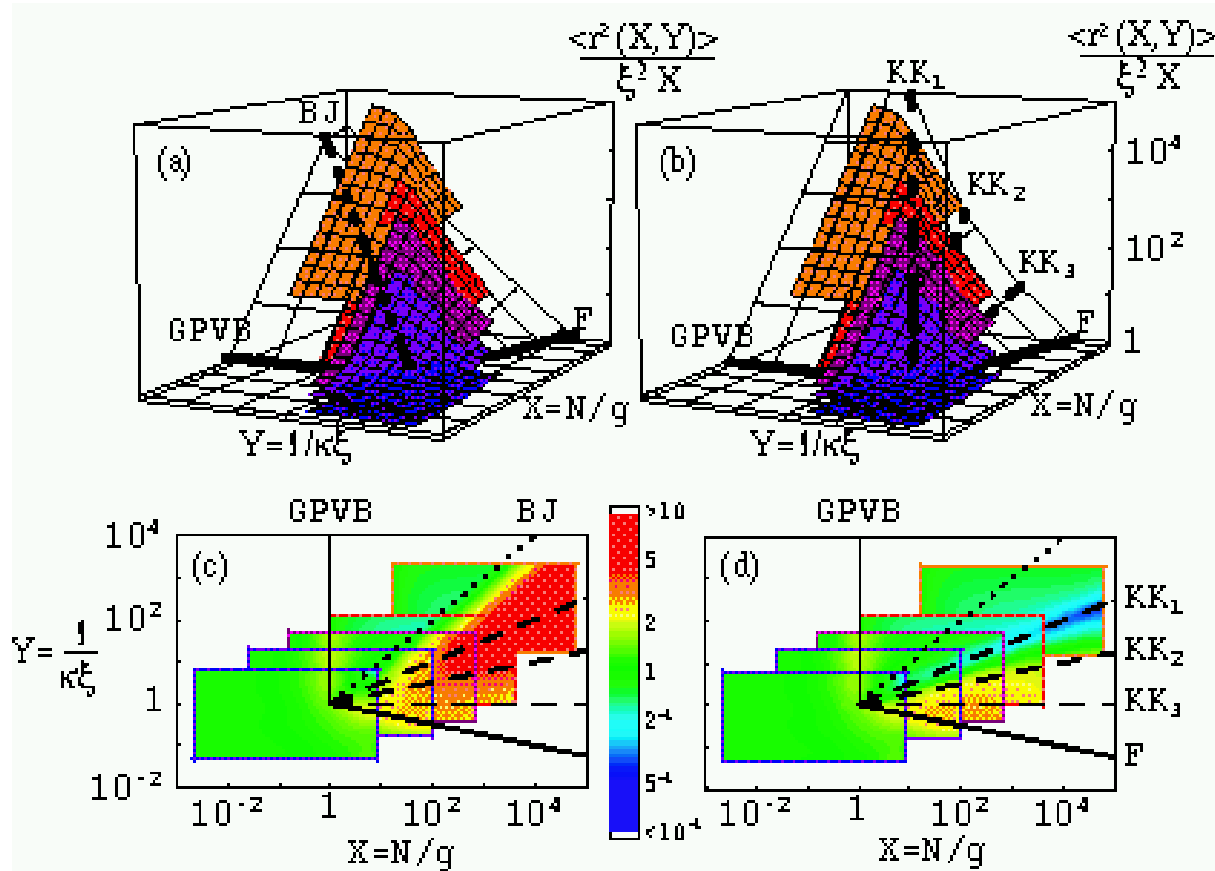 <r²(X,Y)>
ξ² X
<r²(X,Y)>
ξ² X
BJ
KK₁
(a)
(b)
10⁴
KK₂
10²
KK₃
GPVB
F
GPVB
F
1
X=N/g
X=N/g
Y=1/κξ
Y=1/κξ
GPVB
BJ
GPVB
10⁴
(c)
>10
(d)
5
10²
KK₁
Y=1/κξ
2
KK₂
1
1
KK₃
2⁻¹
F
10⁻²
5⁻¹
<10⁻¹
10⁻² 1 10² 10⁴
10⁻² 1 10² 10⁴
X=N/g
X=N/g